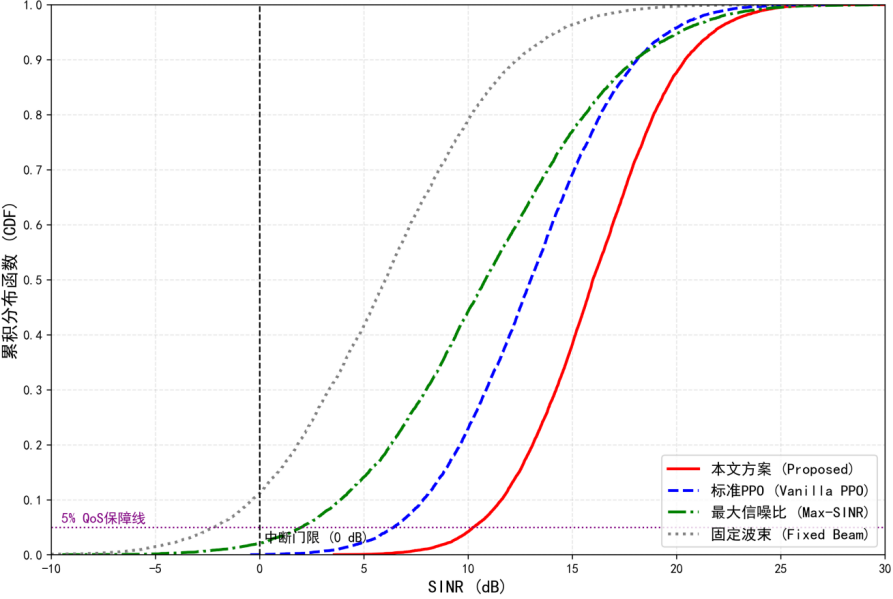 1.0
0.9
0.8
0.7
0.6
0.5
0.4
0.3
0.2
0.1
0.0
累积分布函数 (CDF)
5% QoS保障线
中断门限 (0 dB)
本文方案 (Proposed)
标准PPO (Vanilla PPO)
最大信噪比 (Max-SINR)
固定波束 (Fixed Beam)
−10 −5 0 5 10 15 20 25 30
SINR (dB)